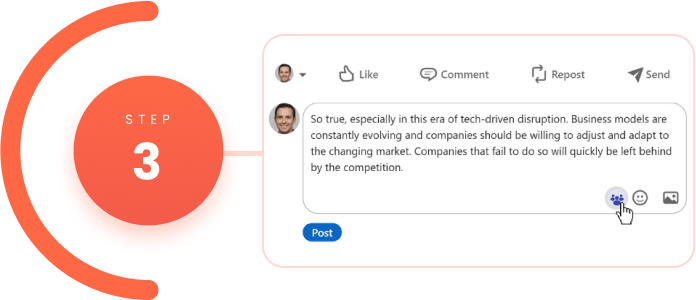 STEP
3
Like
Comment
Repost
Send
So true, especially in this era of tech-driven disruption. Business models are
constantly evolving and companies should be willing to adjust and adapt to
the changing market. Companies that fail to do so will quickly be left behind
by the competition.
Post